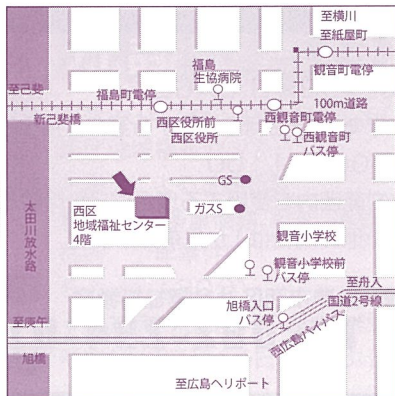 至横川
至紙屋町
福島
生協病院
観音町電停
至己斐
福島町電停
100m道路
新己斐橋
西区役所前
西区役所
西観音町電停
西観音町
バス停
GS
ガスS
西区
地域福祉センター
4階
太田川放水路
観音小学校
観音小学校前
バス停
至舟入
旭橋入口
バス停
国道2号線
西広島バイパス
至庚午
旭橋
至広島ヘリポート